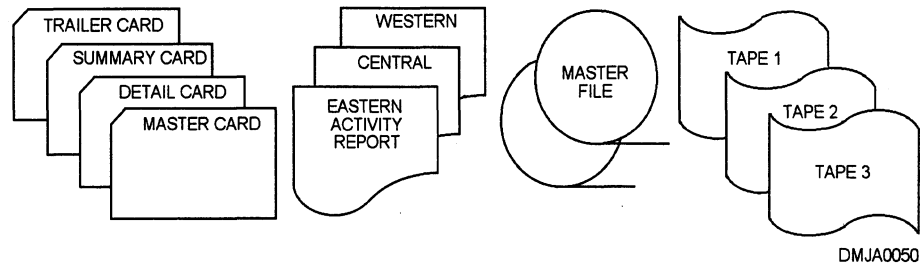 TRAILER CARD
SUMMARY CARD
DETAIL CARD
MASTER CARD
WESTERN
CENTRAL
EASTERN
ACTIVITY
REPORT
MASTER
FILE
TAPE 1
TAPE 2
TAPE 3
DMJA0050